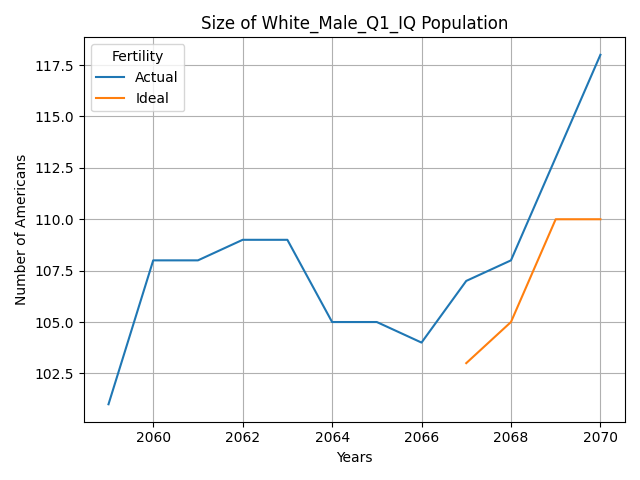 Size of White_Male_Q1_IQ Population
Fertility
Actual
Ideal
Number of Americans
117.5
115.0
112.5
110.0
107.5
105.0
102.5
2060 2062 2064 2066 2068 2070
Years